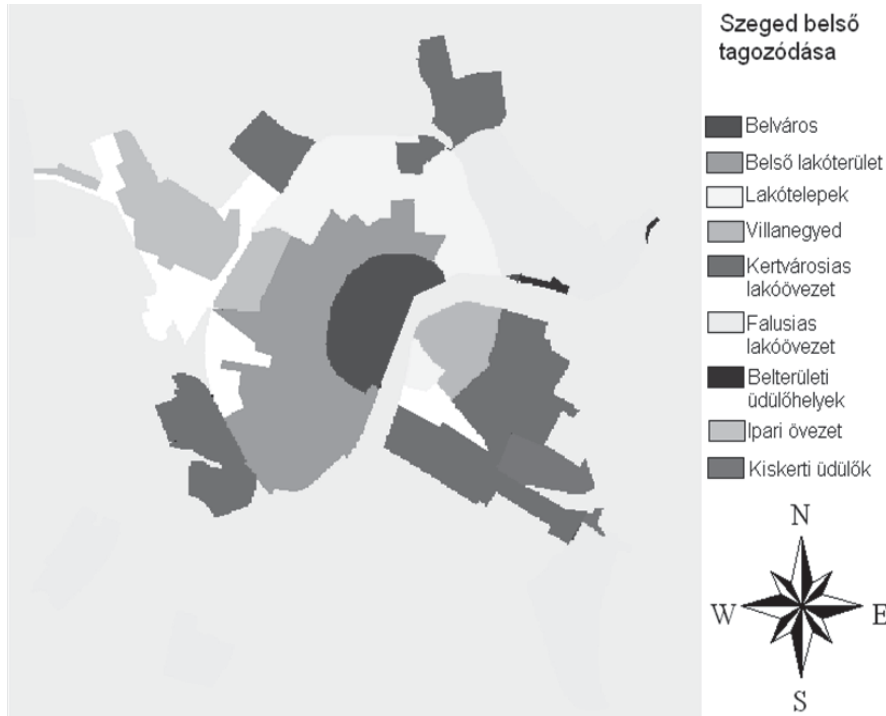 Szeged belső
tagozódása
Belváros
Belső lakóterület
Lakótelepek
Villanegyed
Kertvárosias
lakóövezet
Falusias
lakóövezet
Belterületi
üdülőhelyek
Ipari övezet
Kiskerti üdülők
N
W E
S